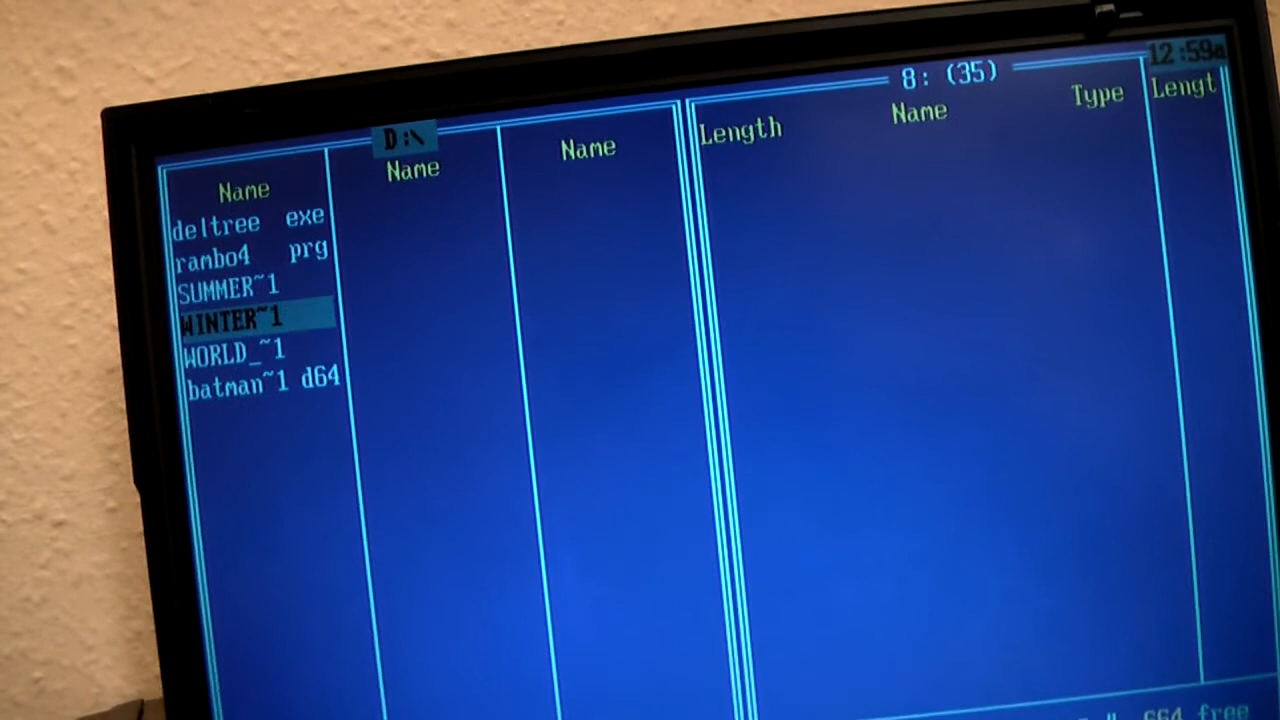 D:\
8: (35)
12:59a
Name Name Name
Length Name Type Lengt
deltree exe
rambo4 prg
SUMMER~1
WINTER~1
WORLD_~1
batman~1 d64
664 free